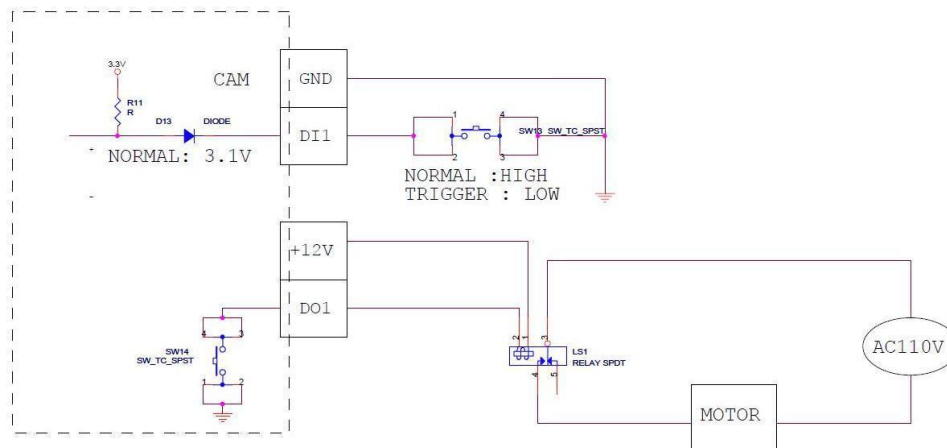 3.3V
R11
R
CAM
GND
D13
DIODE
DI1
1
4
SW13 SW_TC_SPST
2
3
NORMAL: 3.1V
NORMAL :HIGH
TRIGGER : LOW
+12V
DO1
4
3
SW14
SW_TC_SPST
1
2
2
1
3
LS1
RELAY SPDT
4
5
AC110V
MOTOR